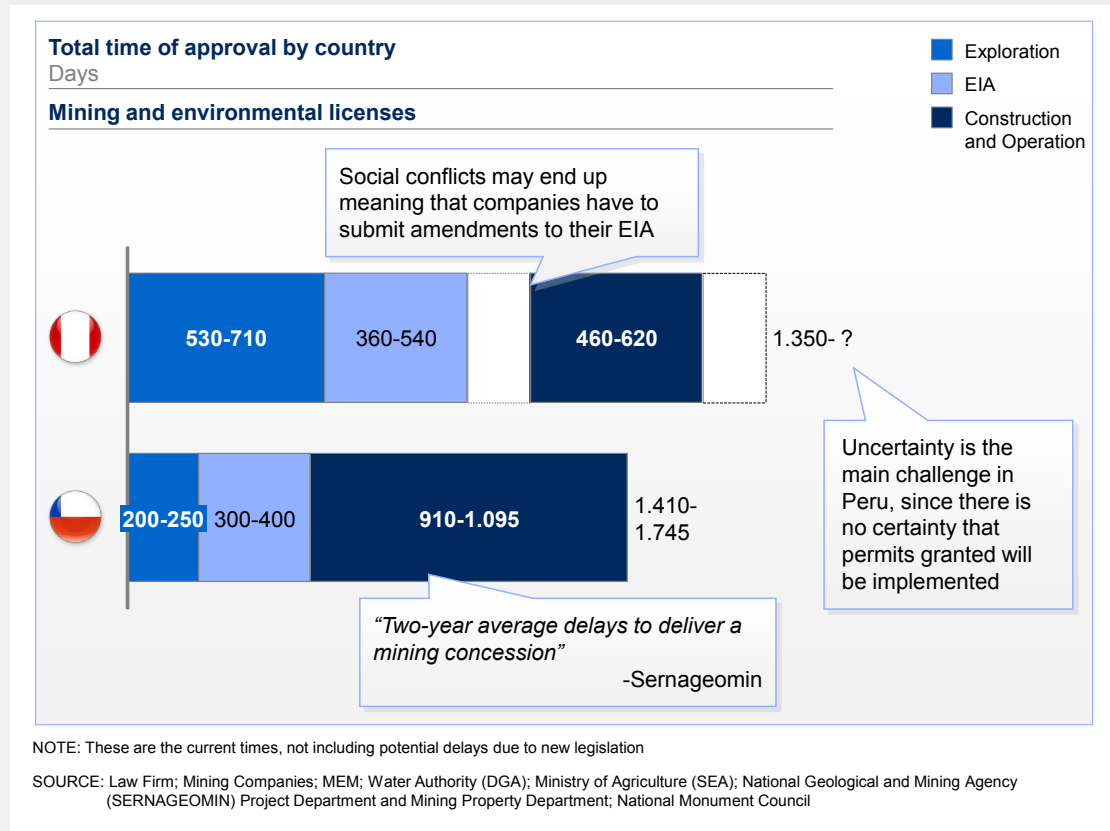 Total time of approval by country
Days
Mining and environmental licenses
Exploration
EIA
Construction
and Operation
Social conflicts may end up
meaning that companies have to
submit amendments to their EIA
530-710
360-540
460-620
1.350- ?
Uncertainty is the
main challenge in
Peru, since there is
no certainty that
permits granted will
be implemented
200-250
300-400
910-1.095
1.410-
1.745
“Two-year average delays to deliver a
mining concession”
-Sernageomin
NOTE: These are the current times, not including potential delays due to new legislation
SOURCE: Law Firm; Mining Companies; MEM; Water Authority (DGA); Ministry of Agriculture (SEA); National Geological and Mining Agency
(SERNAGEOMIN) Project Department and Mining Property Department; National Monument Council